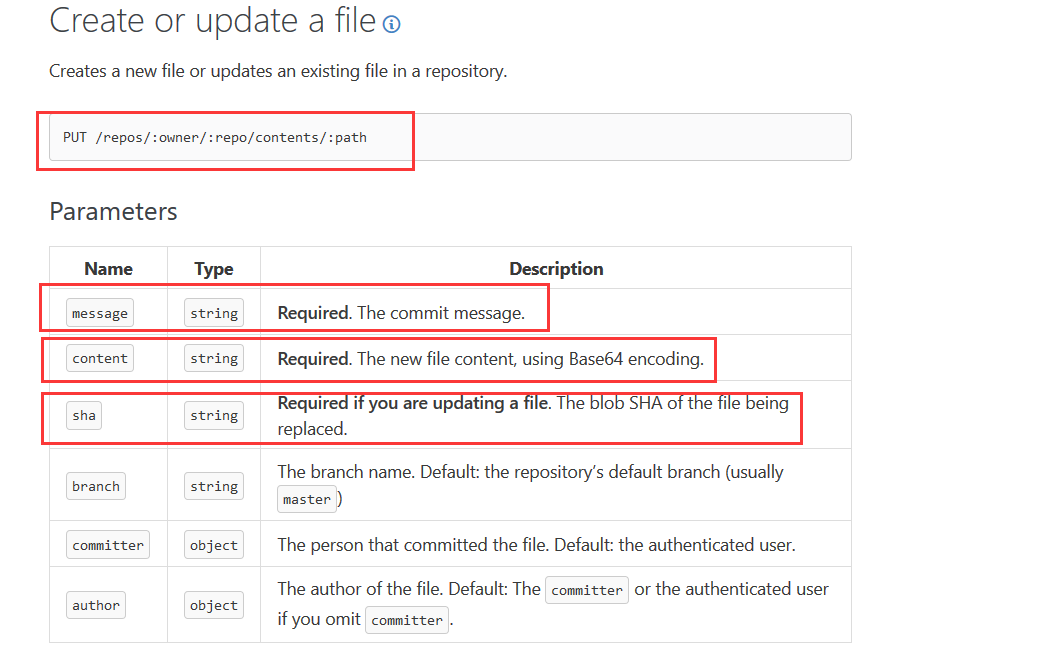 Create or update a file
Creates a new file or updates an existing file in a repository.
PUT /repos/:owner/:repo/contents/:path
Parameters
Name Type Description
message string Required. The commit message.
content string Required. The new file content, using Base64 encoding.
sha string Required if you are updating a file. The blob SHA of the file being
replaced.
branch string The branch name. Default: the repository’s default branch (usually
master)
committer object The person that committed the file. Default: the authenticated user.
author object The author of the file. Default: The committer or the authenticated user
if you omit committer.